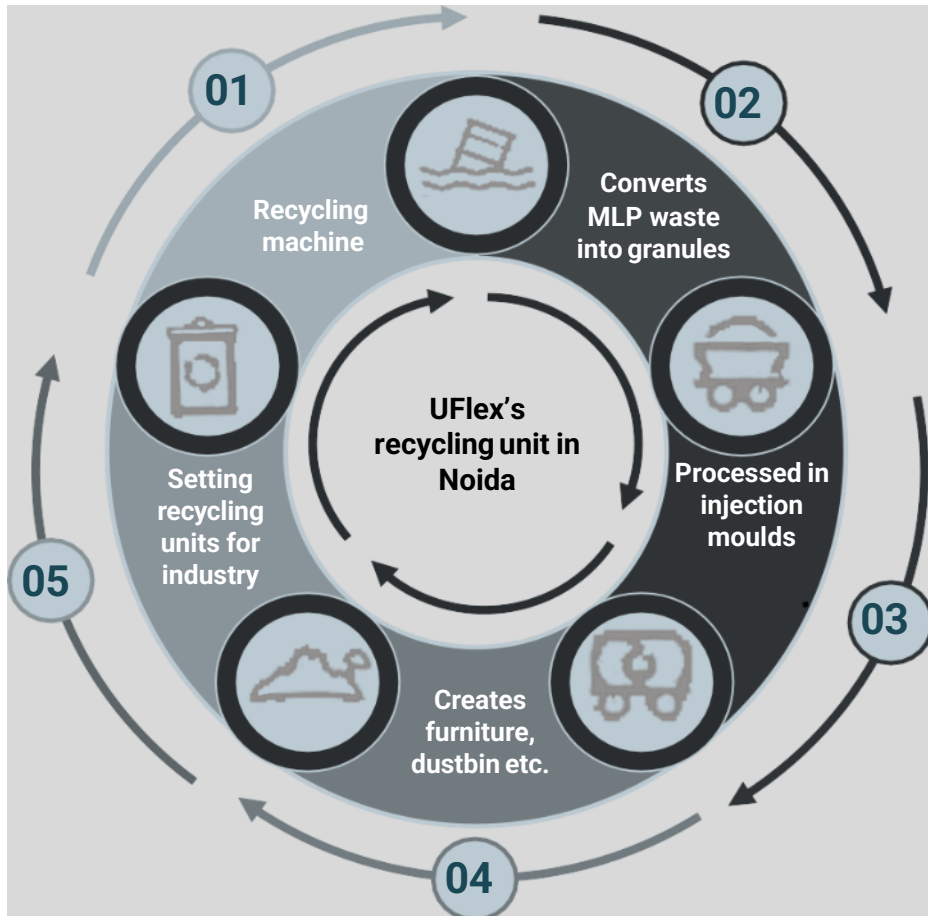 01
Recycling
machine
02
Converts
MLP waste
into granules
03
Processed in
injection
moulds
04
Creates
furniture,
dustbin etc.
05
Setting
recycling
units for
industry
UFlex’s
recycling unit in
Noida